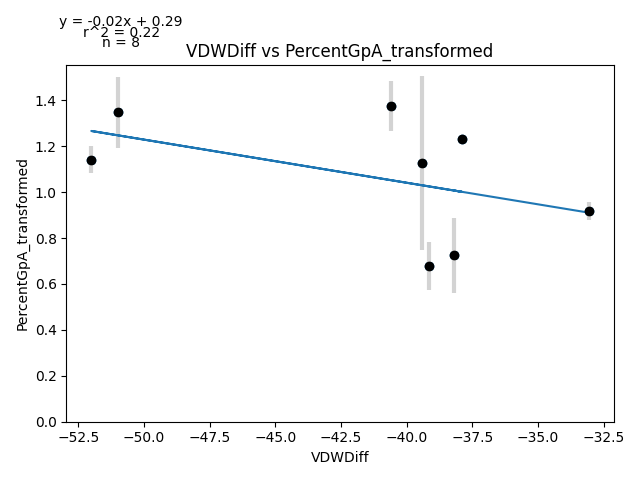 y = -0.02x + 0.29
r^2 = 0.22
n = 8
VDWDiff vs PercentGpA_transformed
PercentGpA_transformed
1.4
1.2
1.0
0.8
0.6
0.4
0.2
0.0
−52.5 −50.0 −47.5 −45.0 −42.5 −40.0 −37.5 −35.0 −32.5
VDWDiff